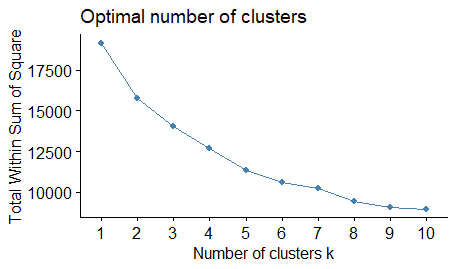 Optimal number of clusters
Total Within Sum of Square
17500
15000
12500
10000
1 2 3 4 5 6 7 8 9 10
Number of clusters k